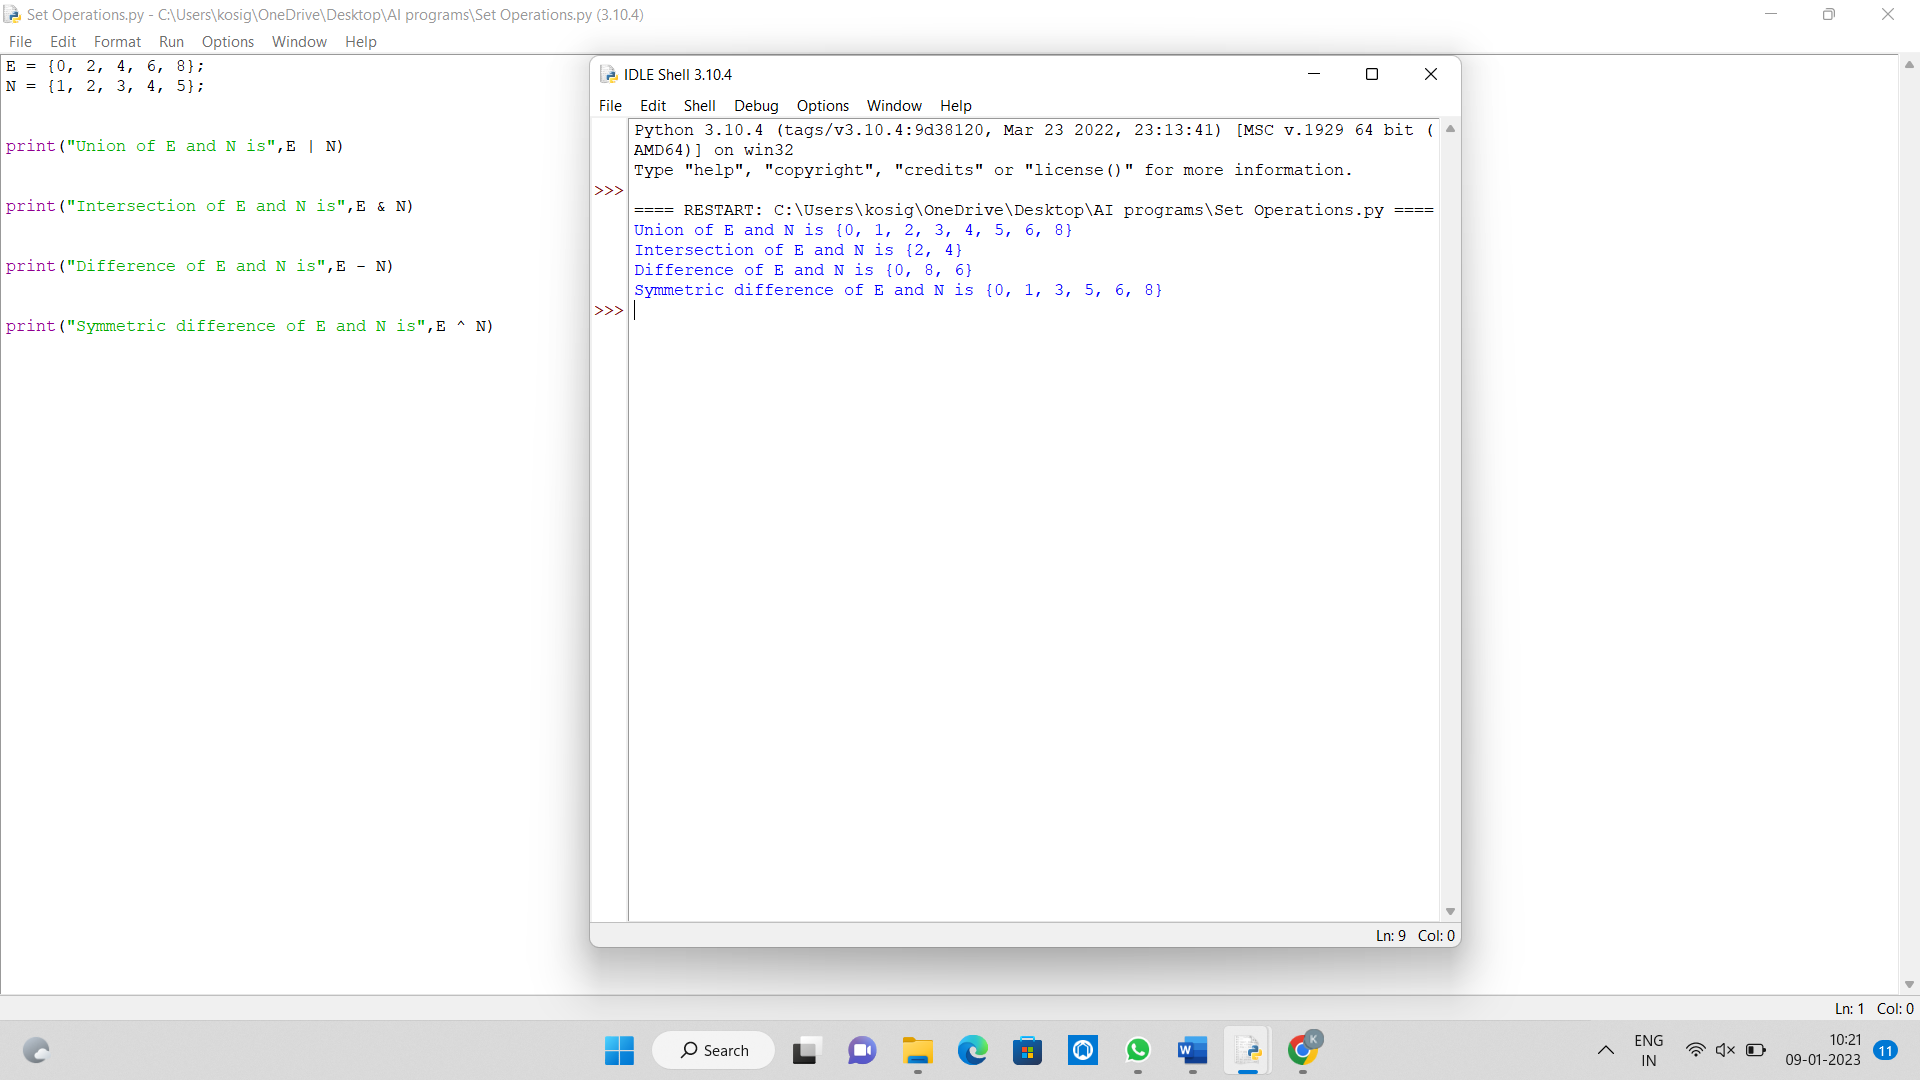 Set Operations.py - C:\Users\kosig\OneDrive\Desktop\AI programs\Set Operations.py (3.10.4)
File Edit Format Run Options Window Help
E = {0, 2, 4, 6, 8};
N = {1, 2, 3, 4, 5};
print("Union of E and N is",E | N)
print("Intersection of E and N is",E & N)
print("Difference of E and N is",E - N)
print("Symmetric difference of E and N is",E ^ N)
IDLE Shell 3.10.4
File Edit Shell Debug Options Window Help
Python 3.10.4 (tags/v3.10.4:9d38120, Mar 23 2022, 23:13:41) [MSC v.1929 64 bit (
AMD64)] on win32
Type "help", "copyright", "credits" or "license()" for more information.
>>>
==== RESTART: C:\Users\kosig\OneDrive\Desktop\AI programs\Set Operations.py ====
Union of E and N is {0, 1, 2, 3, 4, 5, 6, 8}
Intersection of E and N is {2, 4}
Difference of E and N is {0, 8, 6}
Symmetric difference of E and N is {0, 1, 3, 5, 6, 8}
>>>
Ln: 9 Col: 0
Ln: 1 Col: 0
Search
W
K
ENG
IN
10:21
09-01-2023
11